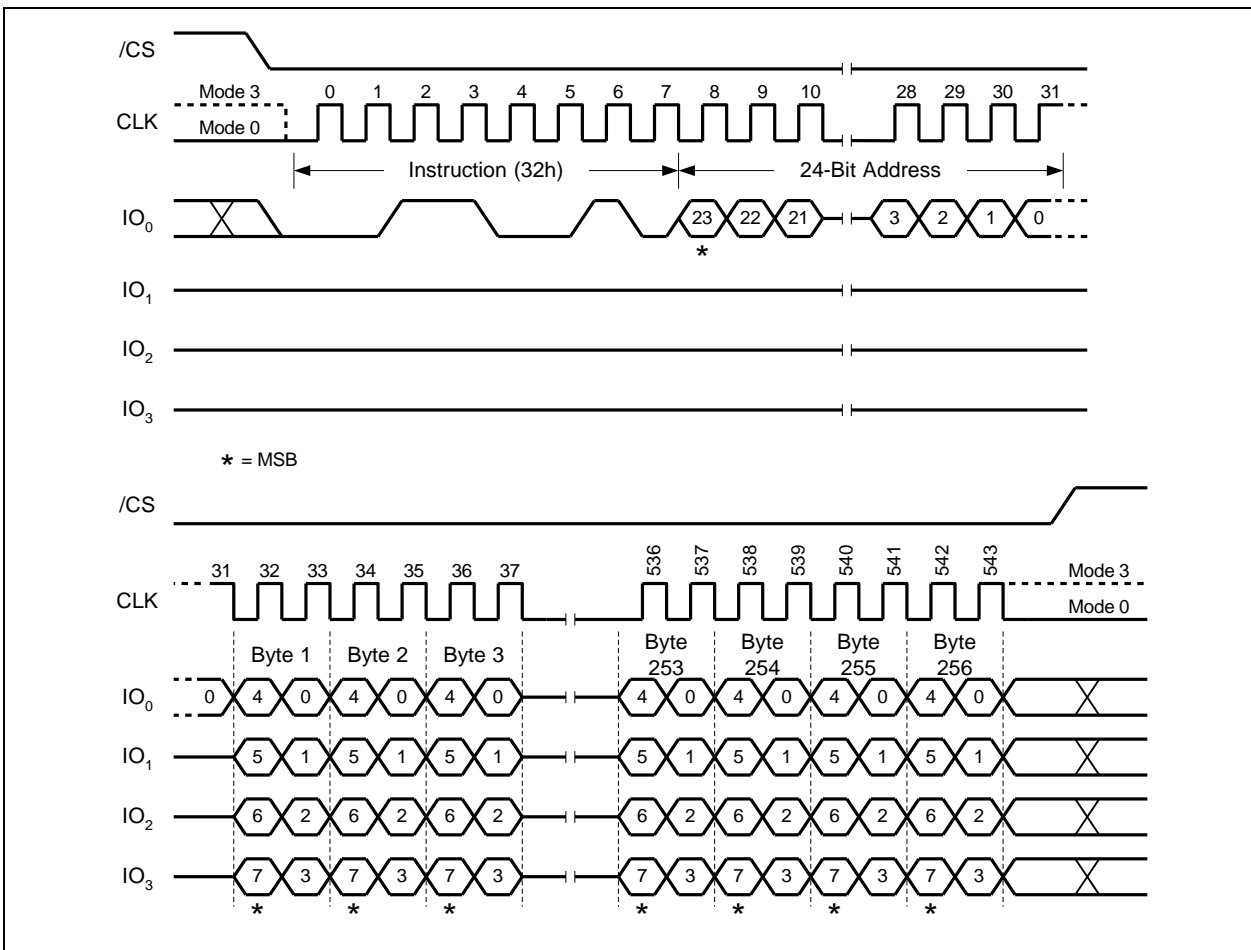 /CS
Mode 3 0 1 2 3 4 5 6 7 8 9 10 28 29 30 31
CLK
Mode 0
Instruction (32h) 24-Bit Address
IO0 23 22 21 3 2 1 0
*
IO1
IO2
IO3
* = MSB
/CS
31 32 33 34 35 36 37 536 537 538 539 540 541 542 543 Mode 3
CLK
Mode 0
Byte 1 Byte 2 Byte 3 Byte 253 Byte 254 Byte 255 Byte 256
IO0 0 4 0 4 0 4 0 4 0 4 0 4 0 4 0
IO1 5 1 5 1 5 1 5 1 5 1 5 1 5 1
IO2 6 2 6 2 6 2 6 2 6 2 6 2 6 2
IO3 7 3 7 3 7 3 7 3 7 3 7 3 7 3
* * * * * * *